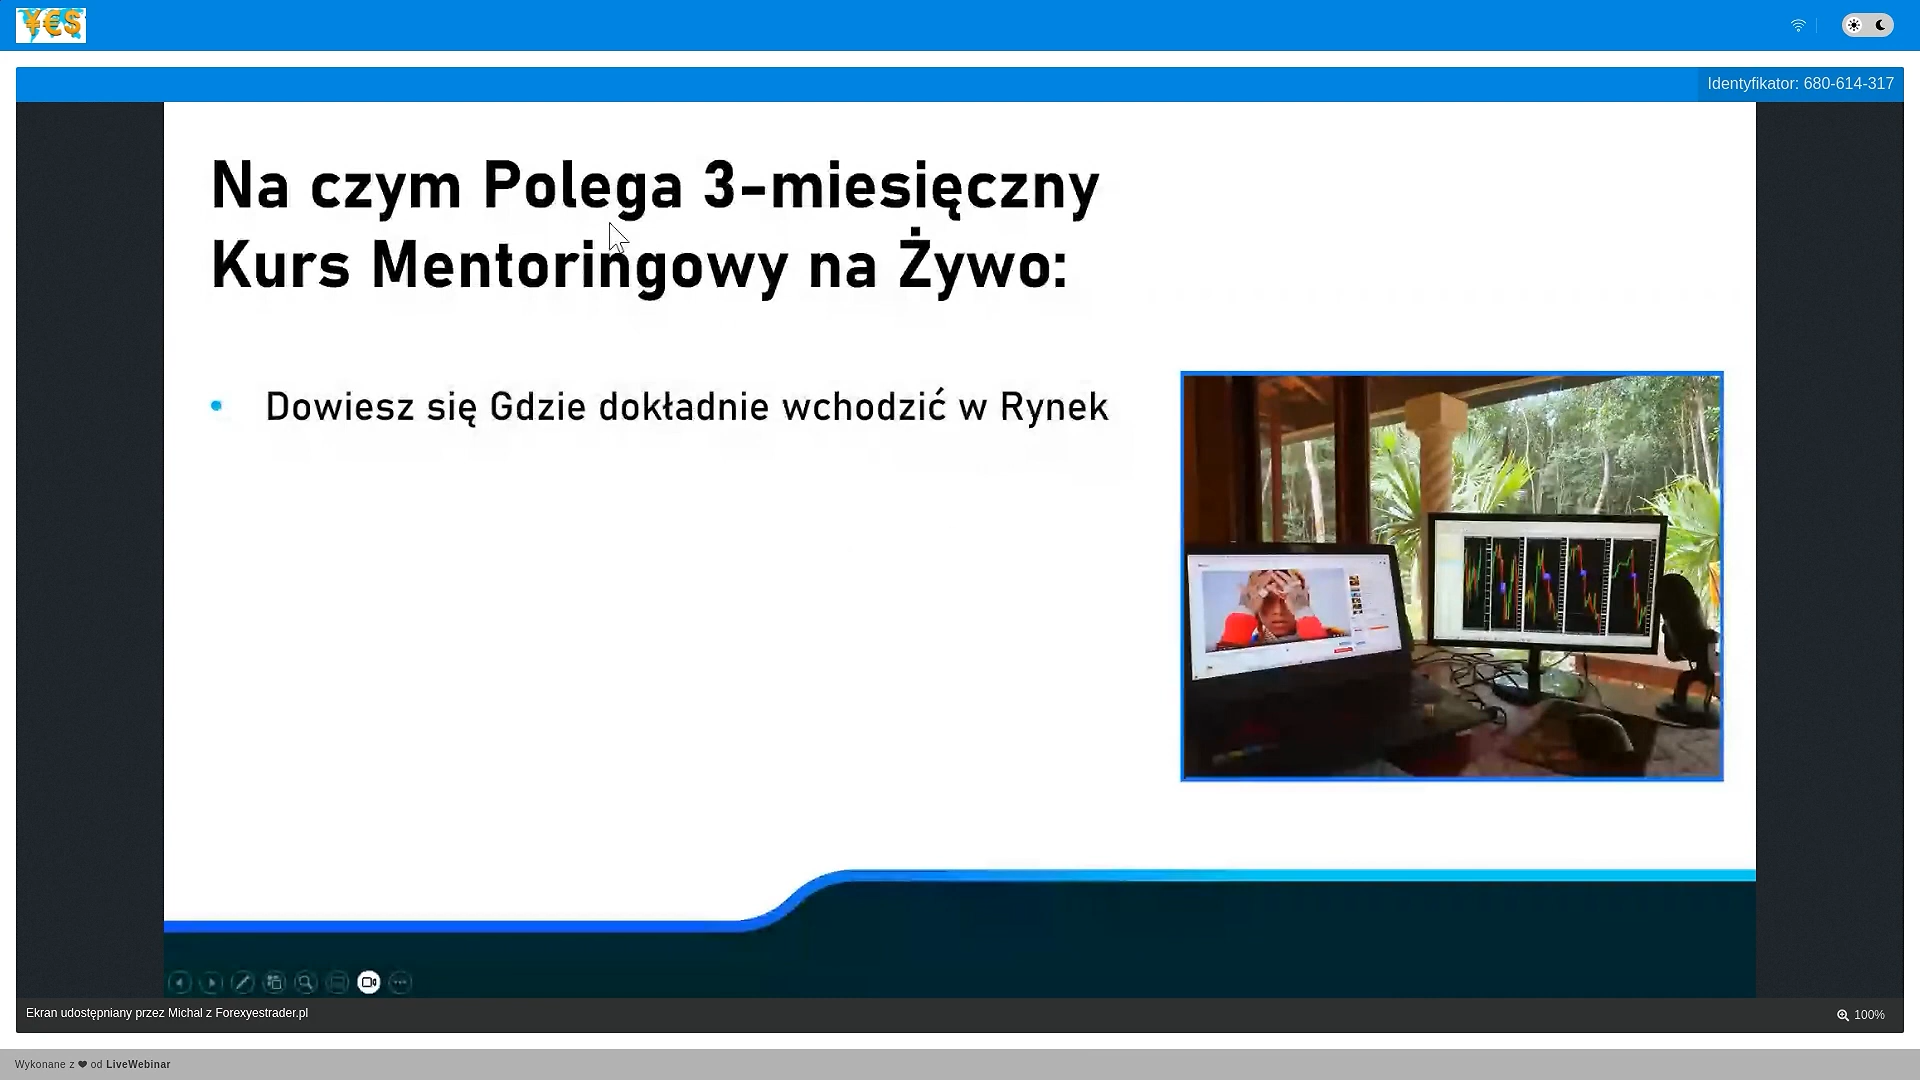 ¥€$
Identyfikator: 680-614-317
Na czym Polega 3-miesięczny
Kurs Mentoringowy na Żywo:
• Dowiesz się Gdzie dokładnie wchodzić w Rynek
Ekran udostępniany przez Michal z Forexyestrader.pl
100%
Wykonane z ❤ od LiveWebinar